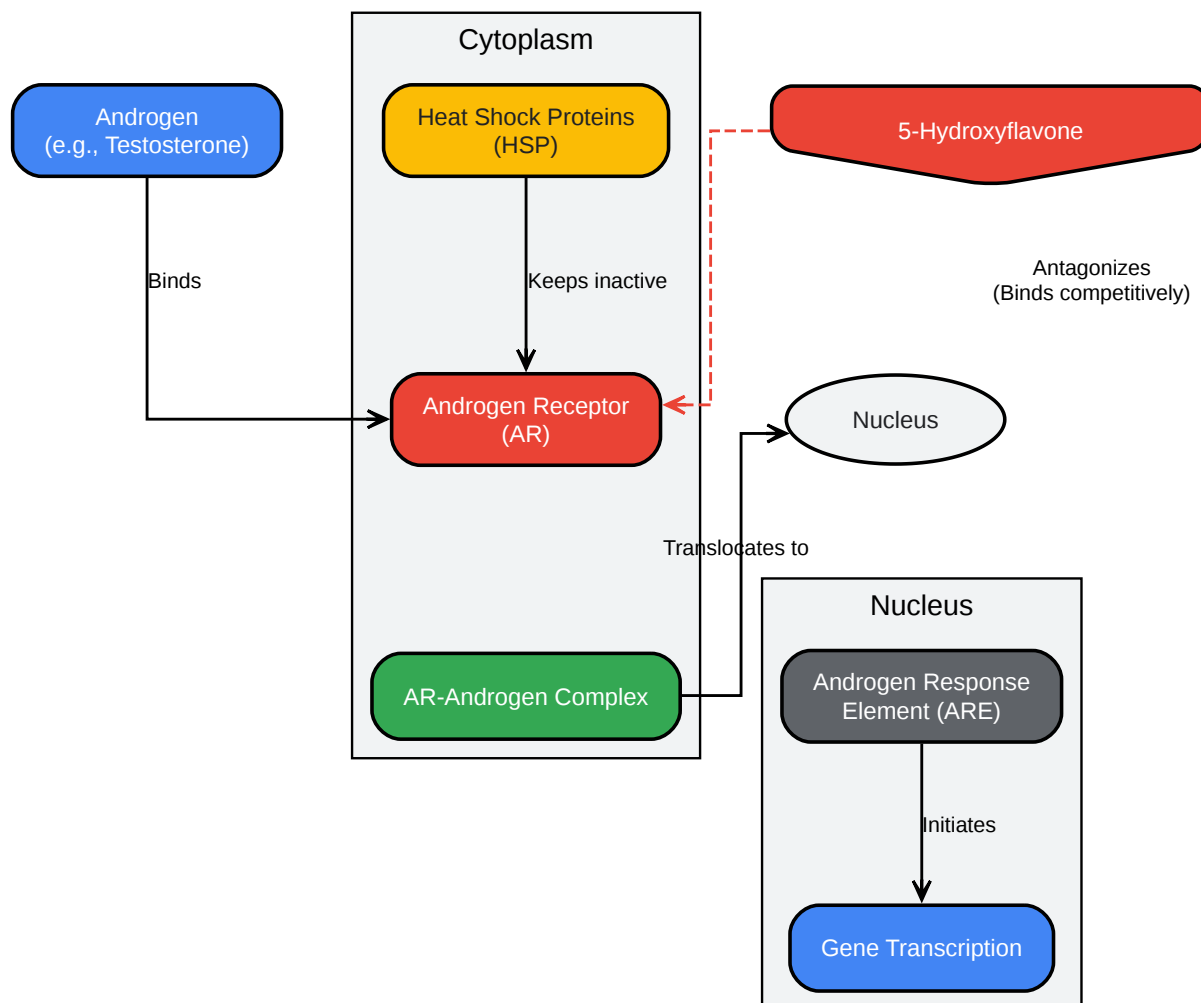 Cytoplasm
Androgen
(e.g., Testosterone)
Heat Shock Proteins
(HSP)
5-Hydroxyflavone
Binds
Keeps inactive
Antagonizes
(Binds competitively)
Androgen Receptor
(AR)
Nucleus
Translocates to
Nucleus
AR-Androgen Complex
Androgen Response
Element (ARE)
Initiates
Gene Transcription